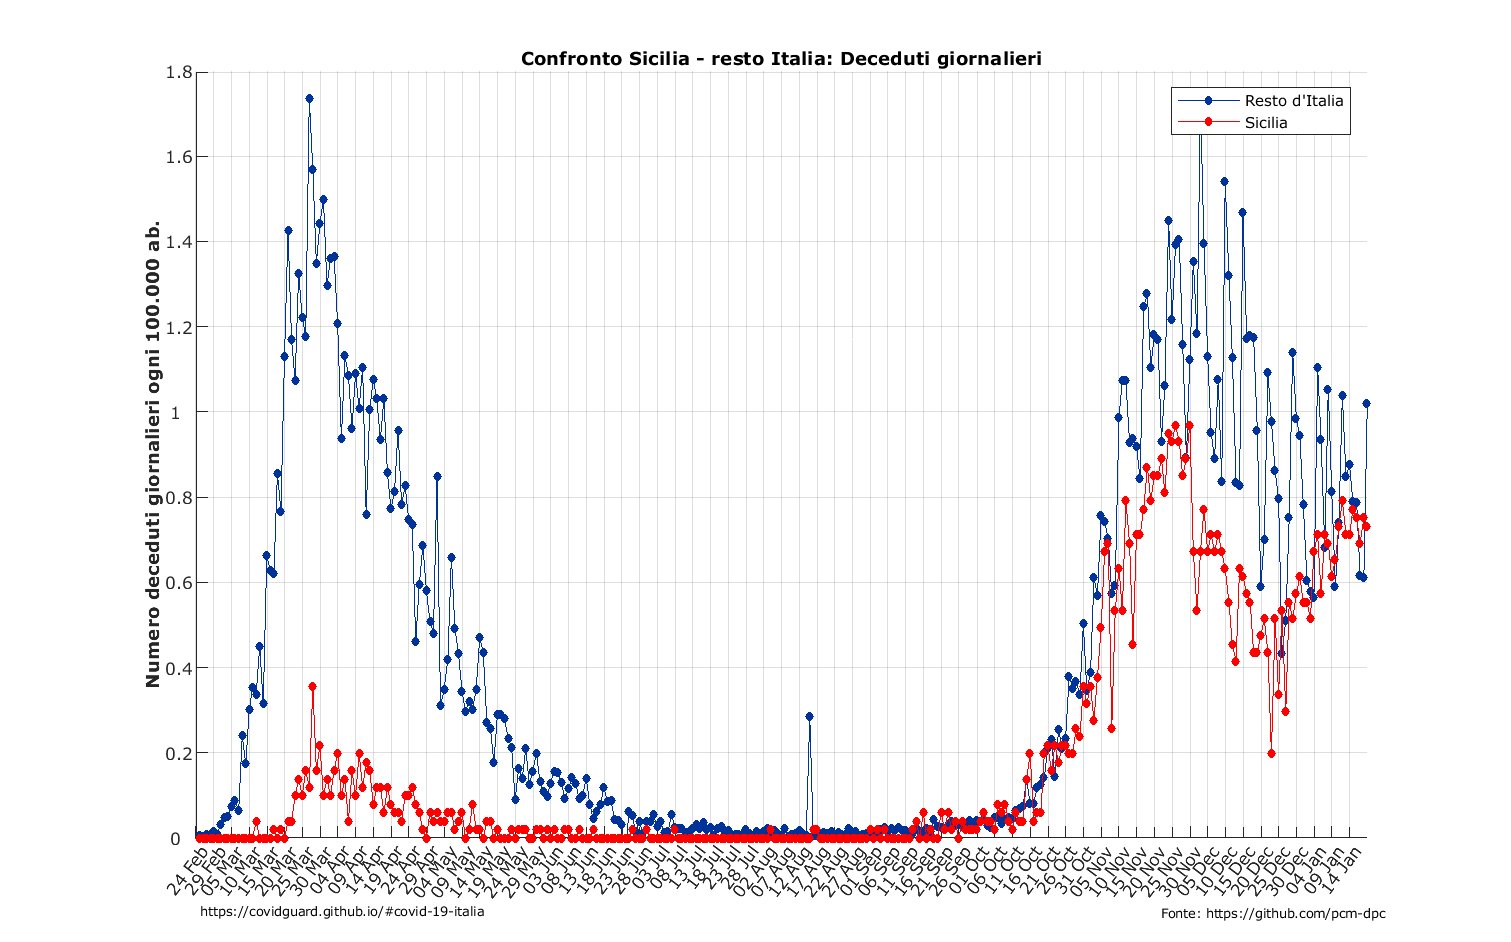 Confronto Sicilia - resto Italia: Deceduti giornalieri
Numero deceduti giornalieri ogni 100.000 ab.
1.8
1.6
1.4
1.2
1
0.8
0.6
0.4
0.2
0
Resto d'Italia
Sicilia
24 Feb
29 Feb
05 Mar
10 Mar
15 Mar
20 Mar
25 Mar
30 Mar
04 Apr
09 Apr
14 Apr
19 Apr
24 Apr
29 Apr
04 May
09 May
14 May
19 May
24 May
29 May
03 Jun
08 Jun
13 Jun
18 Jun
23 Jun
28 Jun
03 Jul
08 Jul
13 Jul
18 Jul
23 Jul
28 Jul
02 Aug
07 Aug
12 Aug
17 Aug
22 Aug
27 Aug
01 Sep
06 Sep
11 Sep
16 Sep
21 Sep
26 Sep
01 Oct
06 Oct
11 Oct
16 Oct
21 Oct
26 Oct
31 Oct
05 Nov
10 Nov
15 Nov
20 Nov
25 Nov
30 Nov
05 Dec
10 Dec
15 Dec
20 Dec
25 Dec
30 Dec
04 Jan
09 Jan
14 Jan
https://covidguard.github.io/#covid-19-italia
Fonte: https://github.com/pcm-dpc